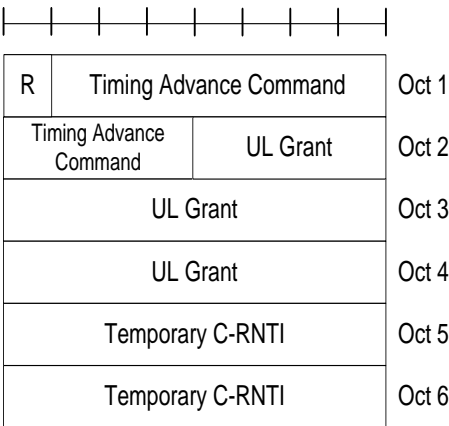 R Timing Advance Command Oct 1
Timing Advance
Command
UL Grant Oct 2
UL Grant Oct 3
UL Grant Oct 4
Temporary C-RNTI Oct 5
Temporary C-RNTI Oct 6